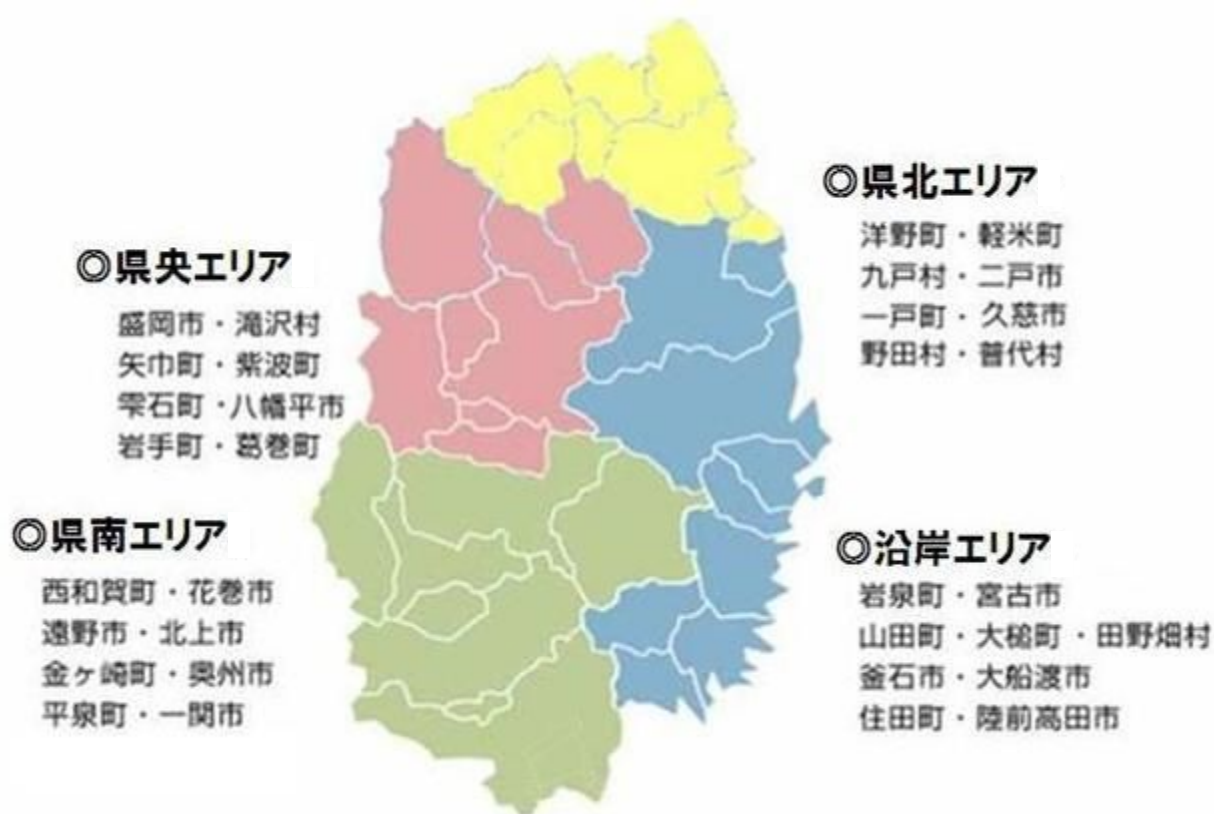 ◎県北エリア
洋野町・軽米町
九戸村・二戸市
一戸町・久慈市
野田村・普代村
◎県央エリア
盛岡市・滝沢村
矢巾町・紫波町
雫石町・八幡平市
岩手町・葛巻町
◎県南エリア
西和賀町・花巻市
遠野市・北上市
金ヶ崎町・奥州市
平泉町・一関市
◎沿岸エリア
岩泉町・宮古市
山田町・大槌町・田野畑村
釜石市・大船渡市
住田町・陸前高田市